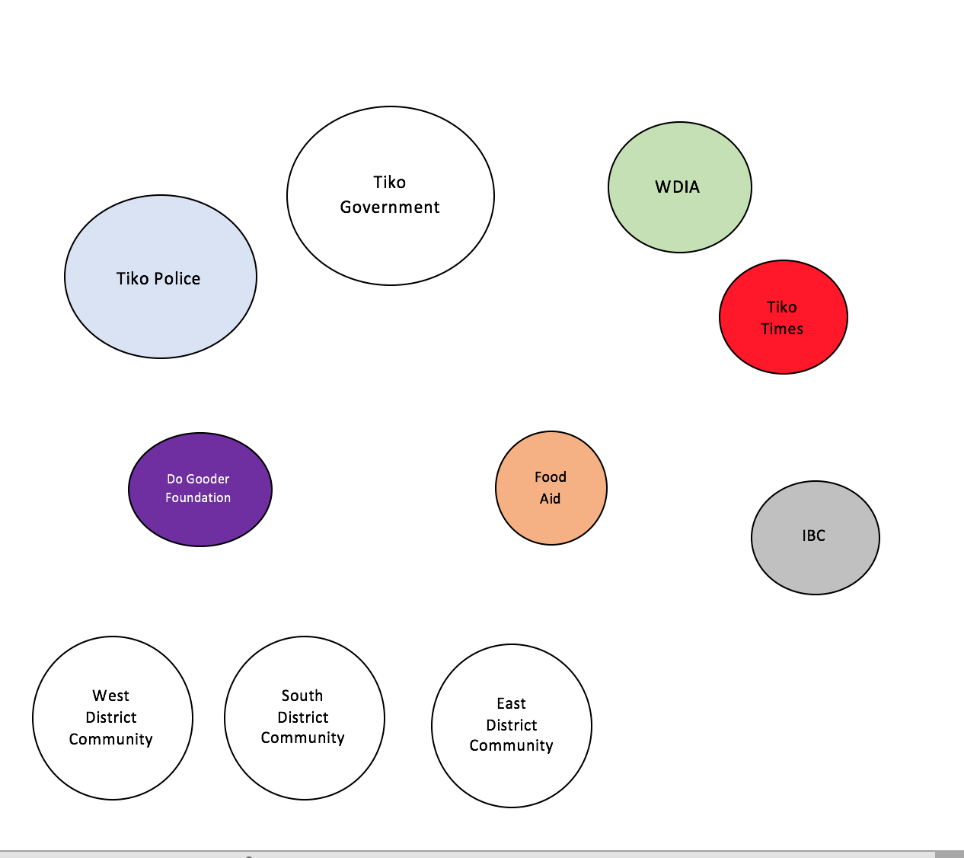 Tiko
Government
WDIA
Tiko Police
Tiko
Times
Do Gooder
Foundation
Food
Aid
IBC
West
District
Community
South
District
Community
East
District
Community